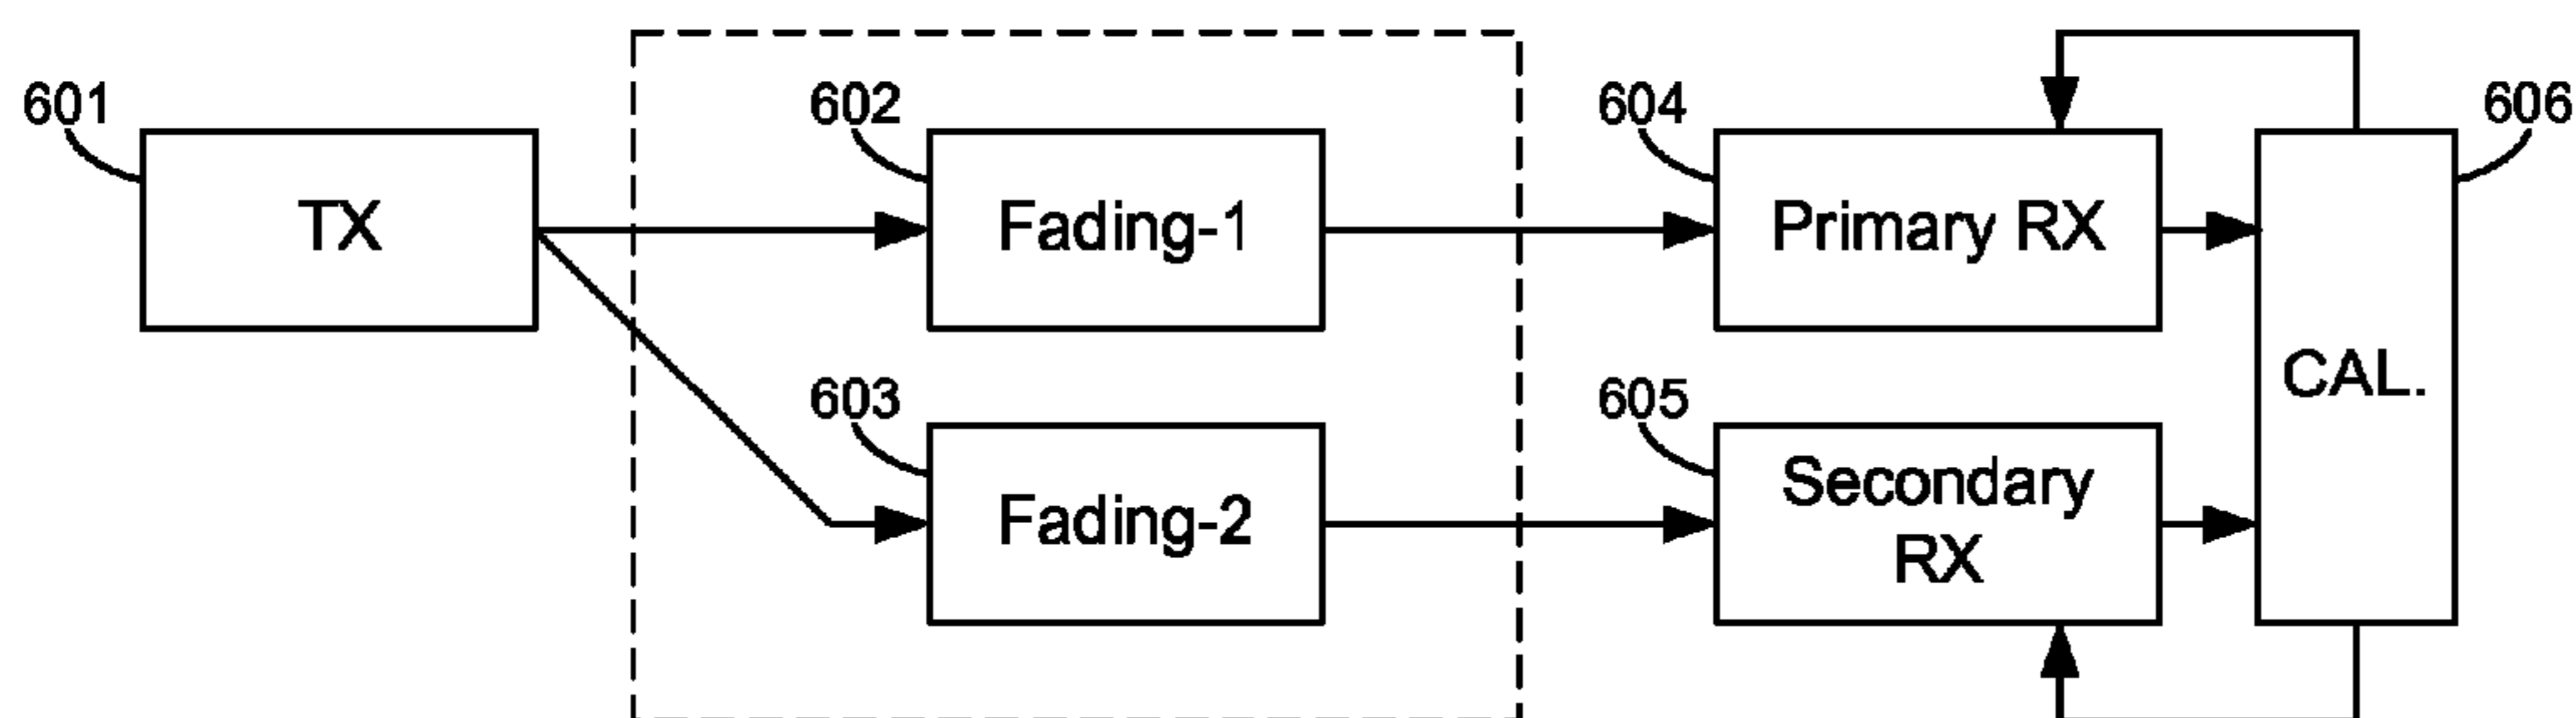 601
602
604
606
TX
Fading-1
Primary RX
CAL.
603
605
Fading-2
Secondary
RX